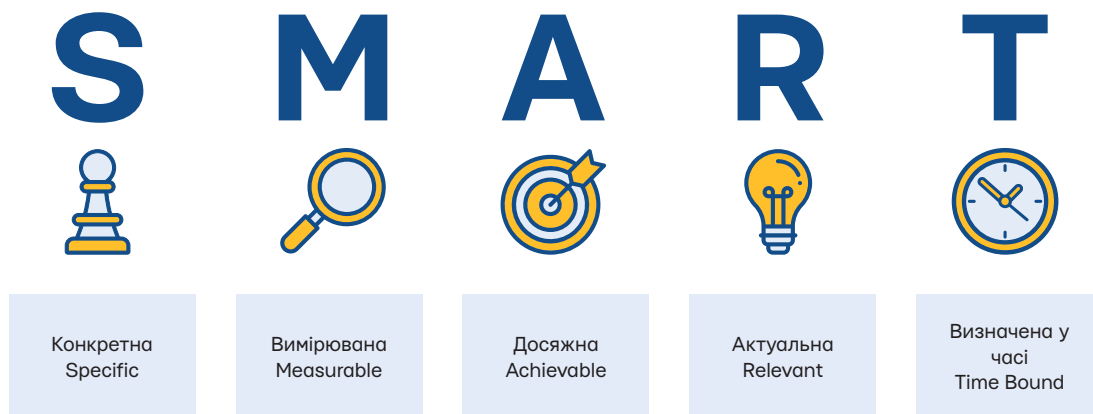 S M A R T
Конкретна
Specific
Вимірювана
Measurable
Досяжна
Achievable
Актуальна
Relevant
Визначена у
часі
Time Bound